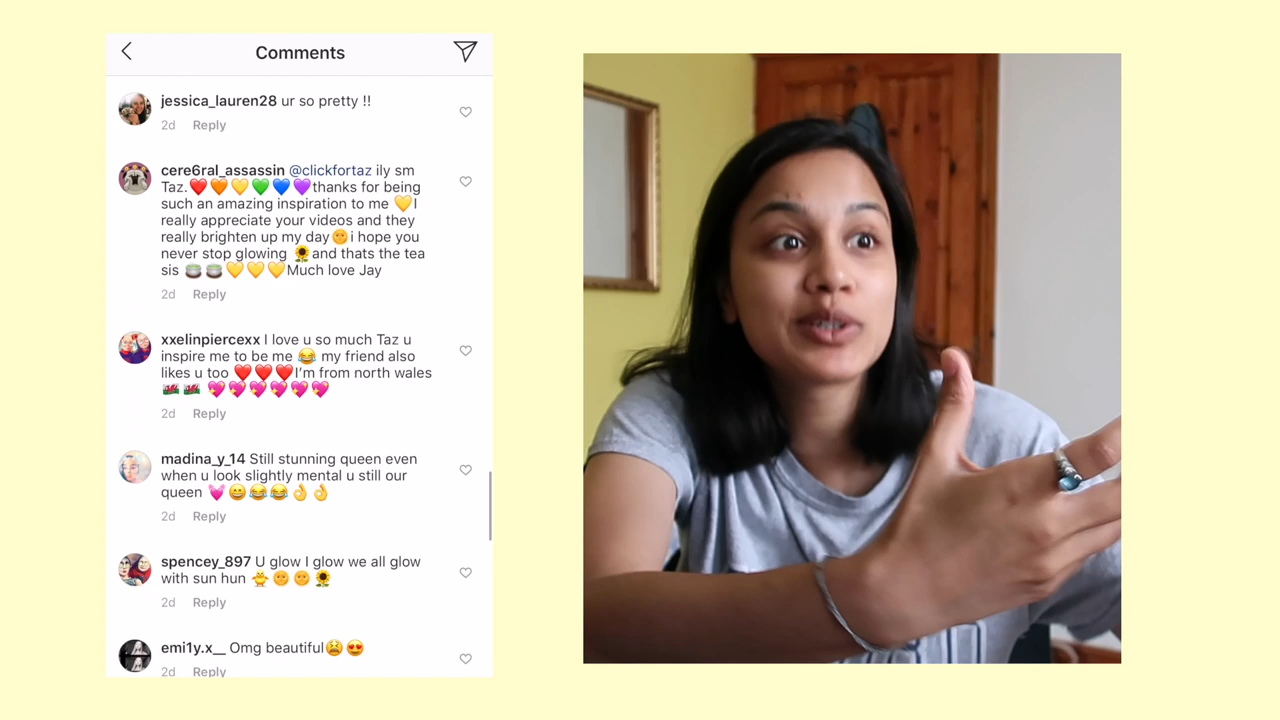 Comments
jessica_lauren28 ur so pretty !!
2d Reply
cere6ral_assassin @clickfortaz ily sm
Taz.❤️🧡💛💚💙💜thanks for being
such an amazing inspiration to me 💛I
really appreciate your videos and they
really brighten up my day🌞i hope you
never stop glowing 🌻and thats the tea
sis 🍵🍵💛💛💛Much love Jay
2d Reply
xxelinpiercexx I love u so much Taz u
inspire me to be me 😂 my friend also
likes u too ❤️❤️❤️I'm from north wales
🏴󠁧󠁢󠁷󠁬󠁳󠁿🏴󠁧󠁢󠁷󠁬󠁳󠁿 💖💖💖💖💖💖
2d Reply
madina_y_14 Still stunning queen even
when u look slightly mental u still our
queen 💓😄😂😂👌👌
2d Reply
spencey_897 U glow I glow we all glow
with sun hun 🐥🌞🌞🌻
2d Reply
emi1y.x__ Omg beautiful😫😍
2d Reply